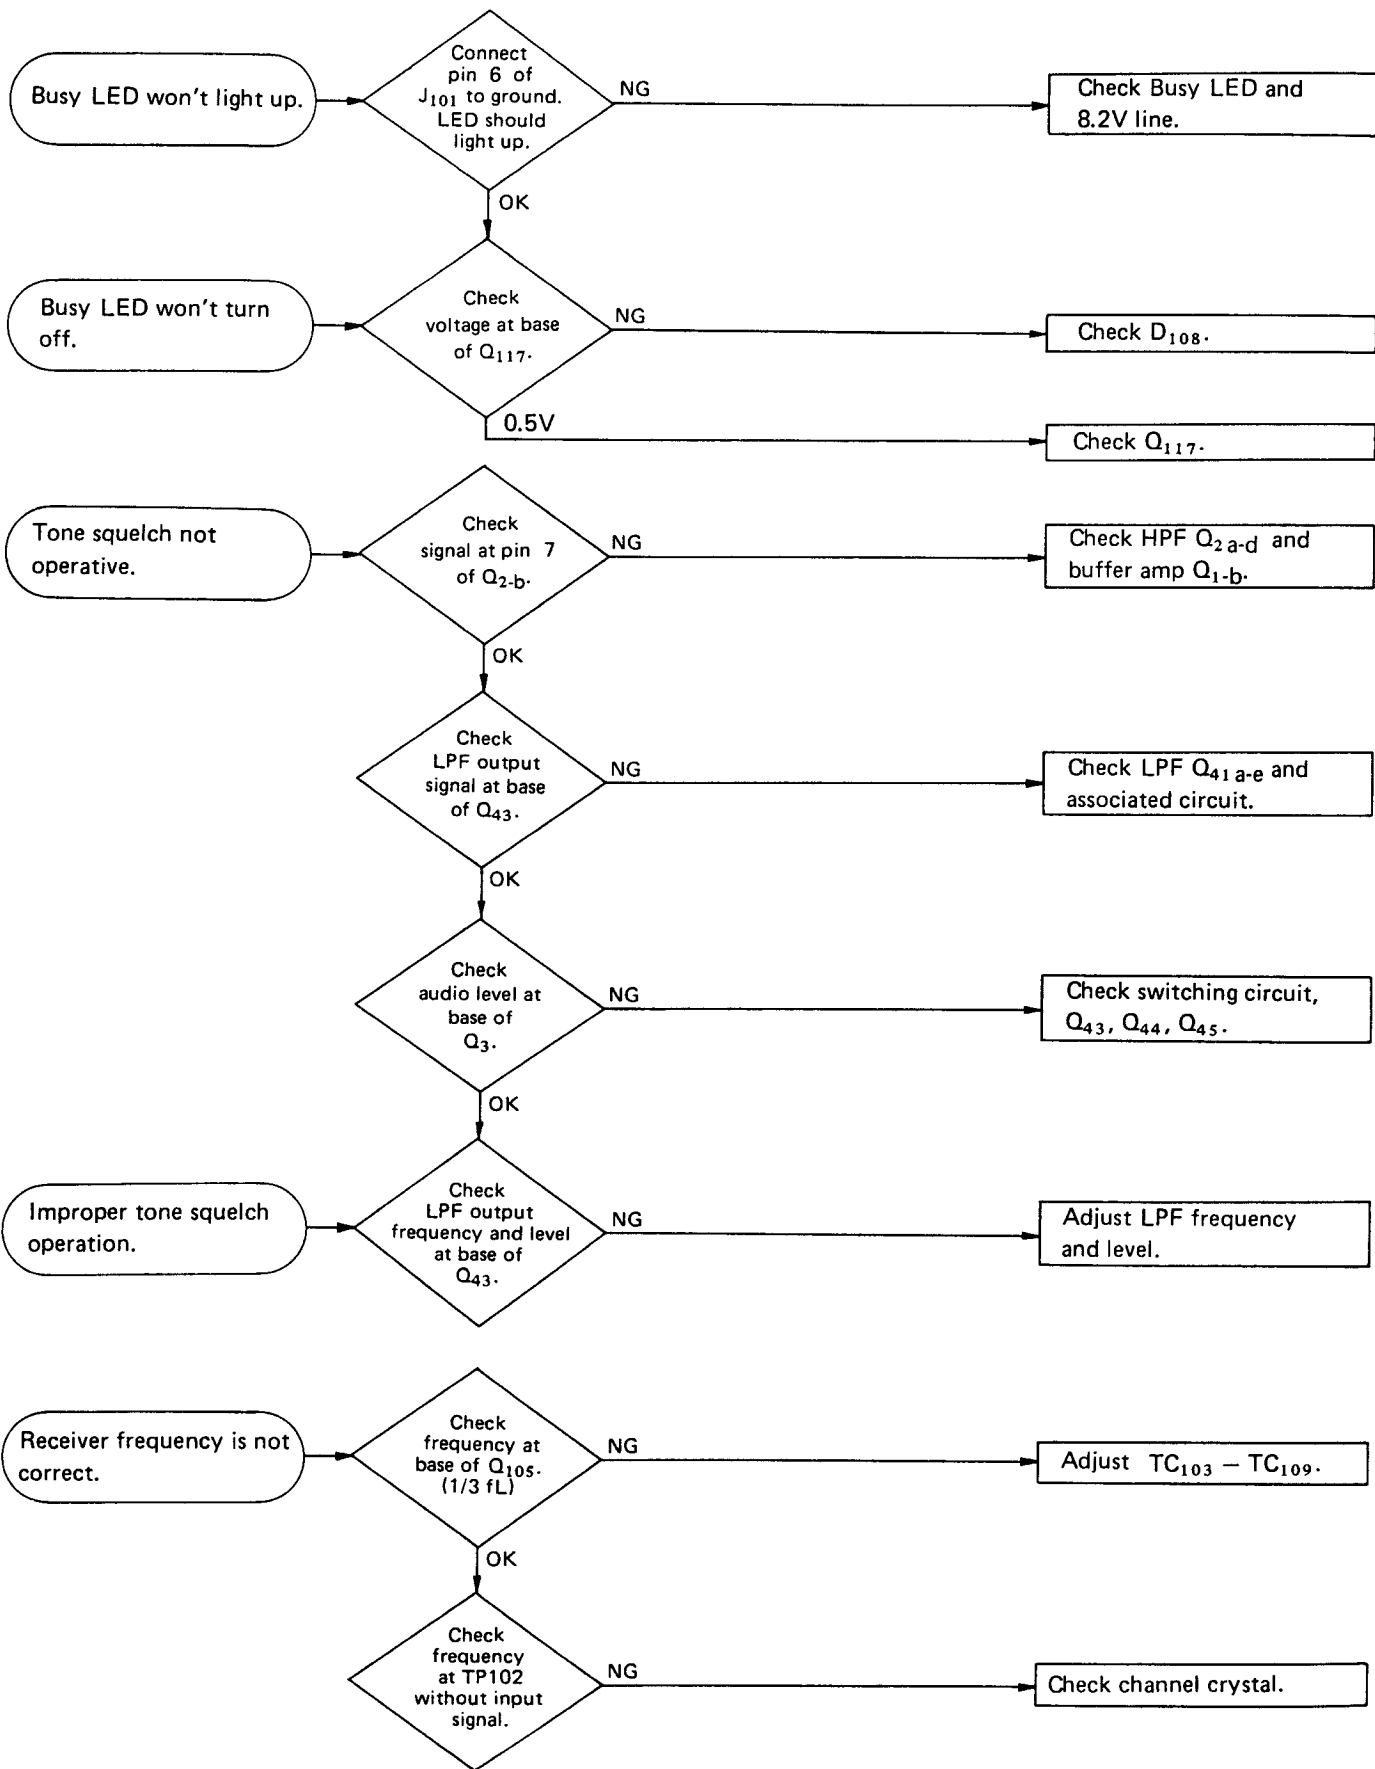 Busy LED won't light up.
Connect
pin 6 of
J101 to ground.
LED should
light up.
NG
Check Busy LED and
8.2V line.
OK
Busy LED won't turn
off.
Check
voltage at base
of Q117.
NG
Check D108.
0.5V
Check Q117.
Tone squelch not
operative.
Check
signal at pin 7
of Q2-b.
NG
Check HPF Q2 a-d and
buffer amp Q1-b.
OK
Check
LPF output
signal at base
of Q43.
NG
Check LPF Q41 a-e and
associated circuit.
OK
Check
audio level at
base of
Q3.
NG
Check switching circuit,
Q43, Q44, Q45.
OK
Improper tone squelch
operation.
Check
LPF output
frequency and level
at base of
Q43.
NG
Adjust LPF frequency
and level.
Receiver frequency is not
correct.
Check
frequency at
base of Q105.
(1/3 fL)
NG
Adjust TC103 – TC109.
OK
Check
frequency
at TP102
without input
signal.
NG
Check channel crystal.